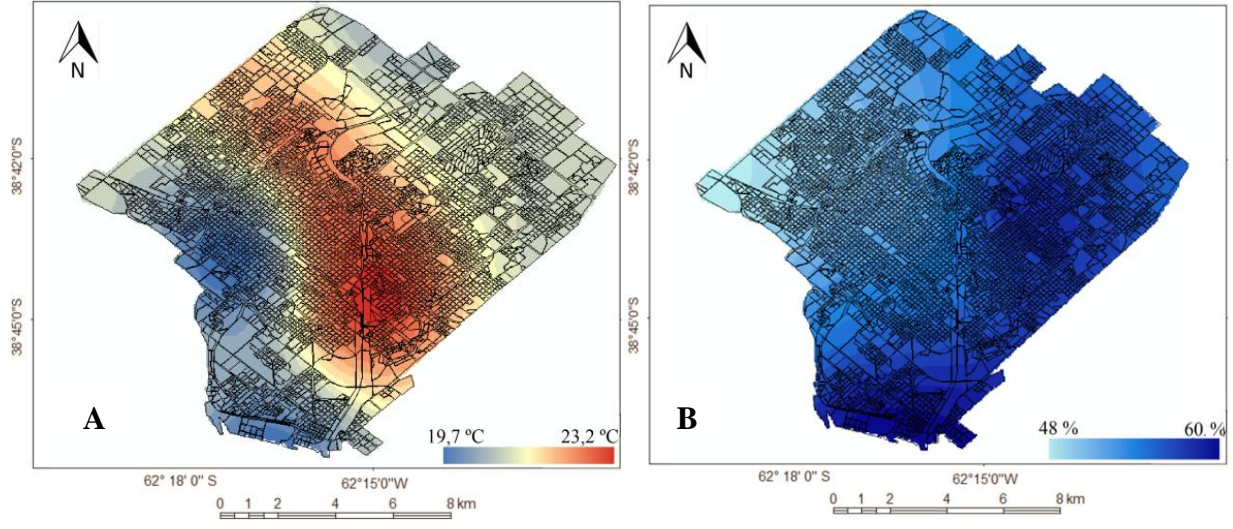 N
38°42'0"S
38°45'0"S
A
19,7 ºC 23,2 ºC
62° 18' 0" S 62°15'0"W
0 1 2 4 6 8 km
N
38°42'0"S
38°45'0"S
B
48 % 60. %
62° 18' 0" S 62°15'0"W
0 1 2 4 6 8 km